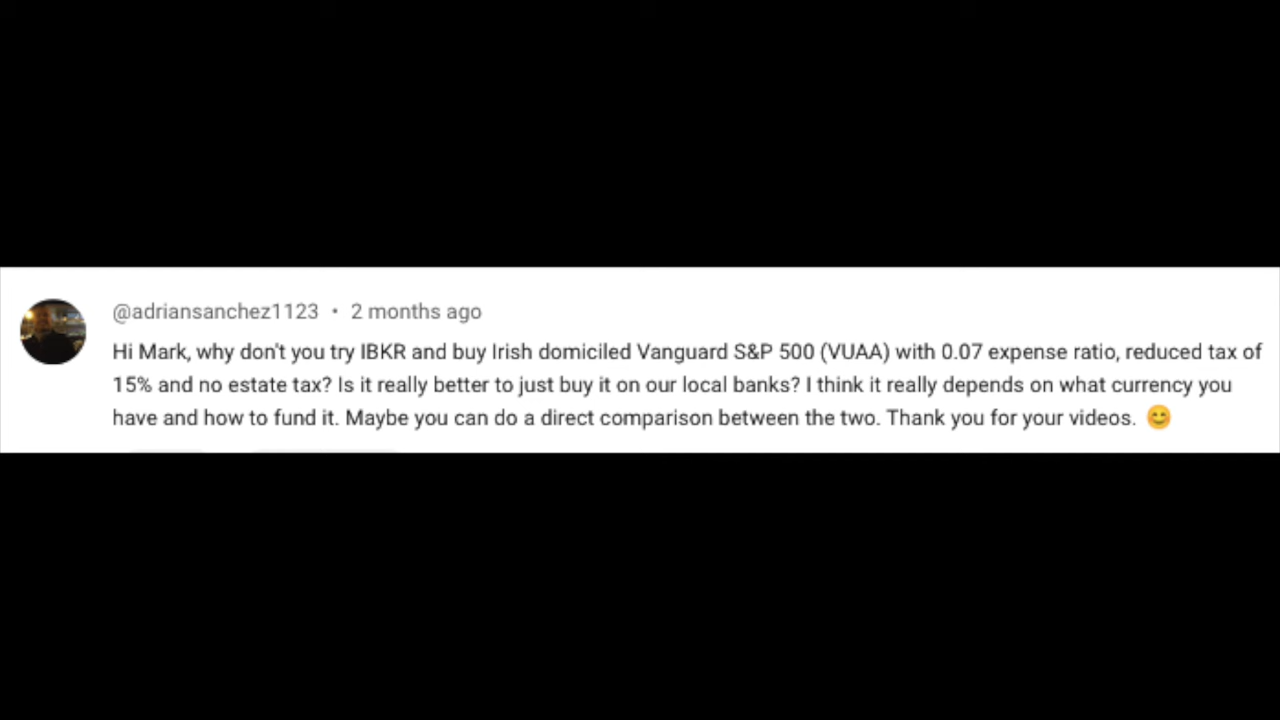 @adriansanchez1123 • 2 months ago
Hi Mark, why don't you try IBKR and buy Irish domiciled Vanguard S&P 500 (VUAA) with 0.07 expense ratio, reduced tax of
15% and no estate tax? Is it really better to just buy it on our local banks? I think it really depends on what currency you
have and how to fund it. Maybe you can do a direct comparison between the two. Thank you for your videos. 😊